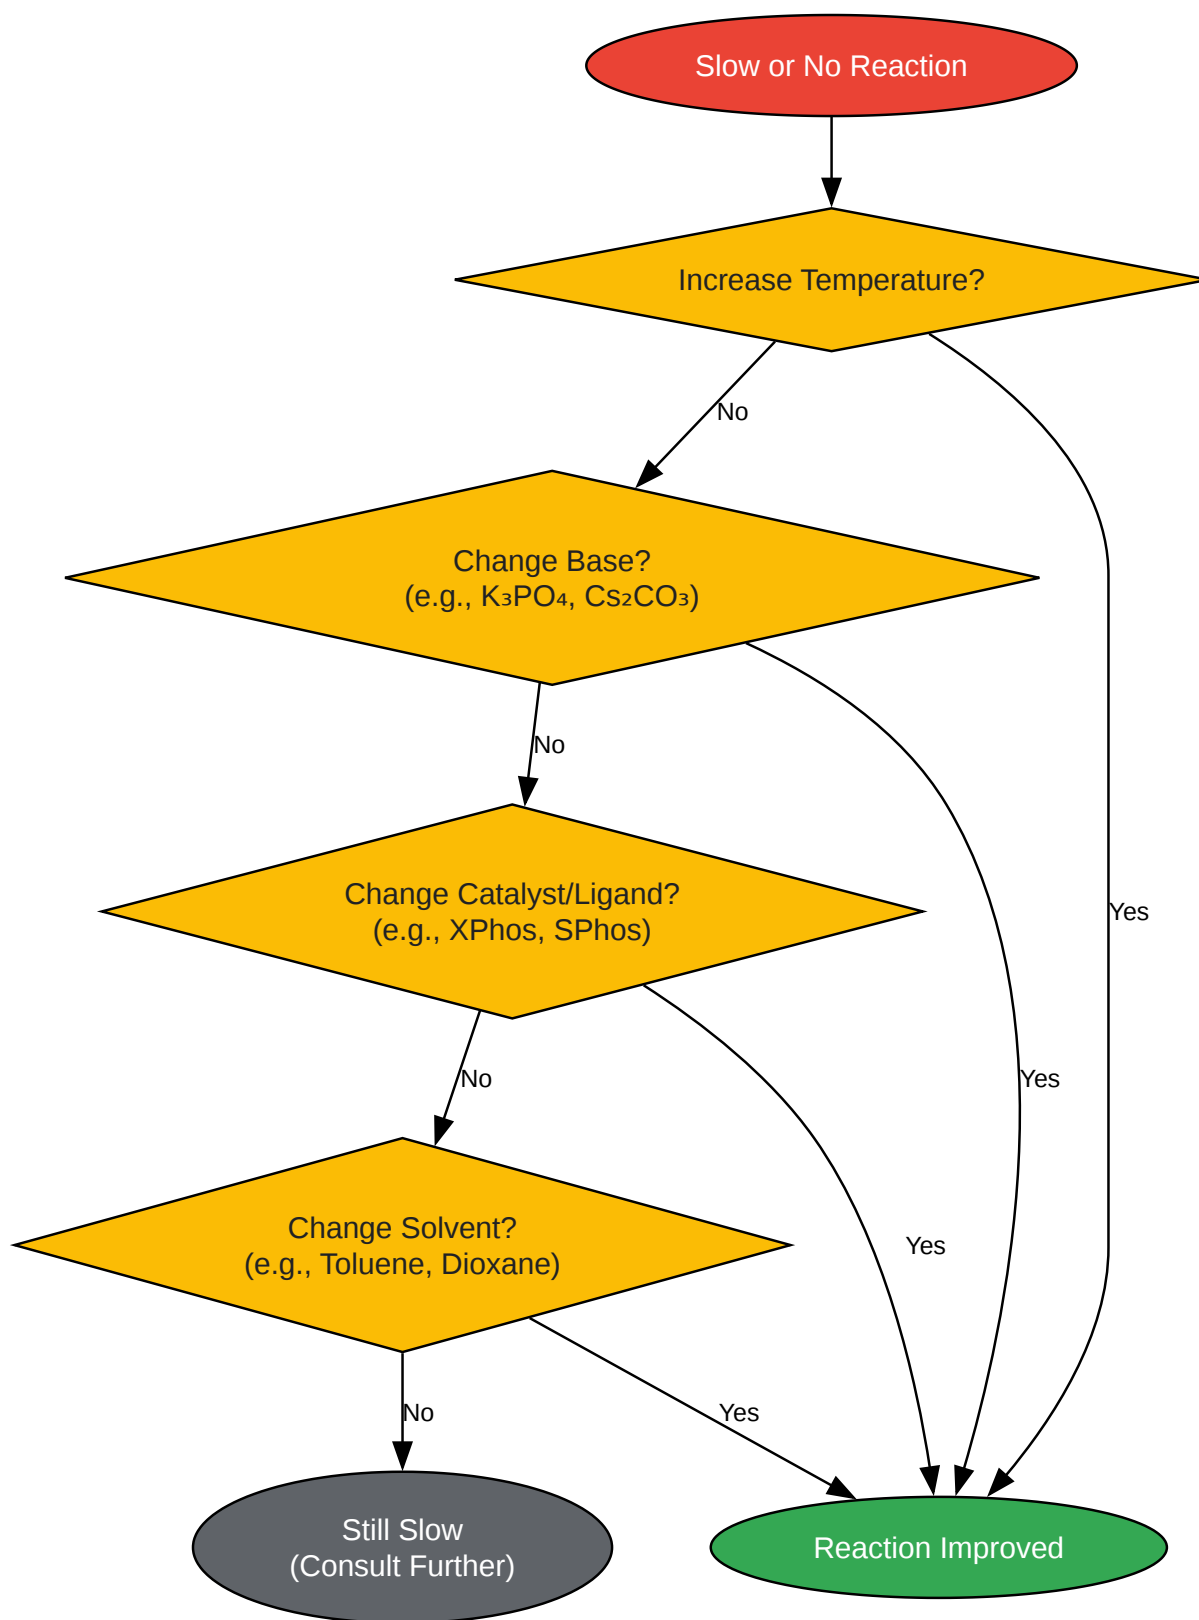 Slow or No Reaction
Increase Temperature?
No
Change Base?
(e.g., K₃PO₄, Cs₂CO₃)
No
Change Catalyst/Ligand?
(e.g., XPhos, SPhos)
Yes
No
Yes
Change Solvent?
(e.g., Toluene, Dioxane)
Yes
No
Yes
Still Slow
(Consult Further)
Reaction Improved